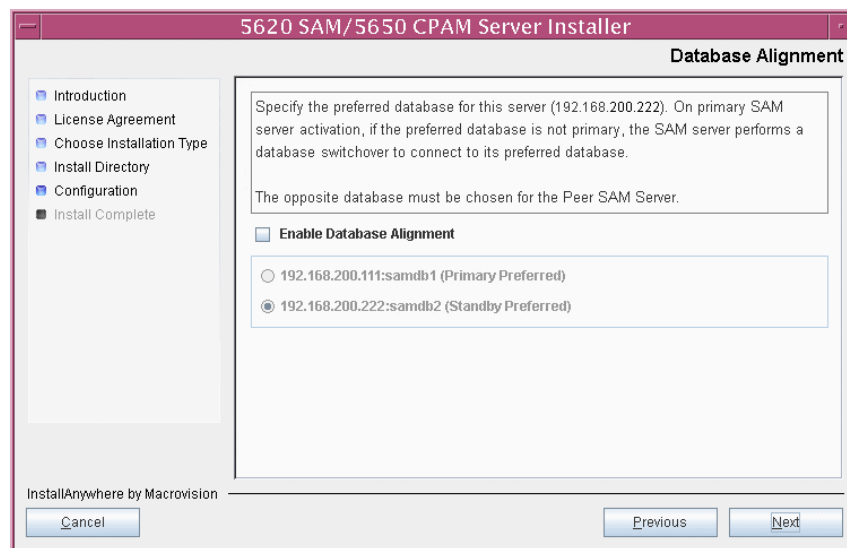 5620 SAM/5650 CPAM Server Installer
Database Alignment
Introduction
License Agreement
Choose Installation Type
Install Directory
Configuration
Install Complete
Specify the preferred database for this server (192.168.200.222). On primary SAM
server activation, if the preferred database is not primary, the SAM server performs a
database switchover to connect to its preferred database.
The opposite database must be chosen for the Peer SAM Server.
Enable Database Alignment
192.168.200.111:samdb1 (Primary Preferred)
192.168.200.222:samdb2 (Standby Preferred)
InstallAnywhere by Macrovision
Cancel
Previous
Next